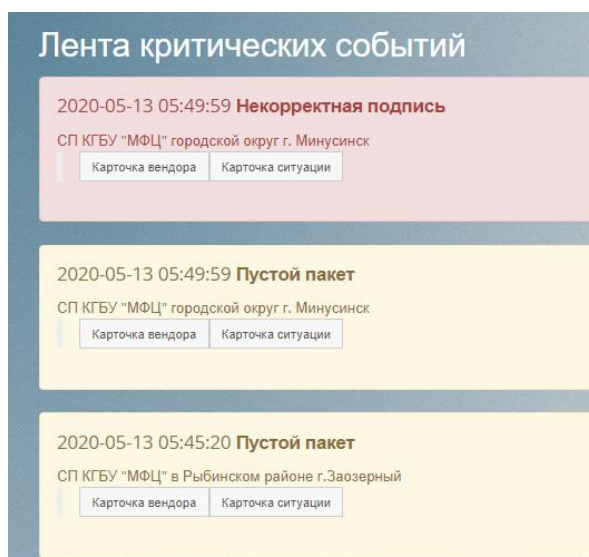 Лента критических событий
2020-05-13 05:49:59 Некорректная подпись
СП КГБУ "МФЦ" городской округ г. Минусинск
Карточка вендора Карточка ситуации
2020-05-13 05:49:59 Пустой пакет
СП КГБУ "МФЦ" городской округ г. Минусинск
Карточка вендора Карточка ситуации
2020-05-13 05:45:20 Пустой пакет
СП КГБУ "МФЦ" в Рыбинском районе г.Заозерный
Карточка вендора Карточка ситуации